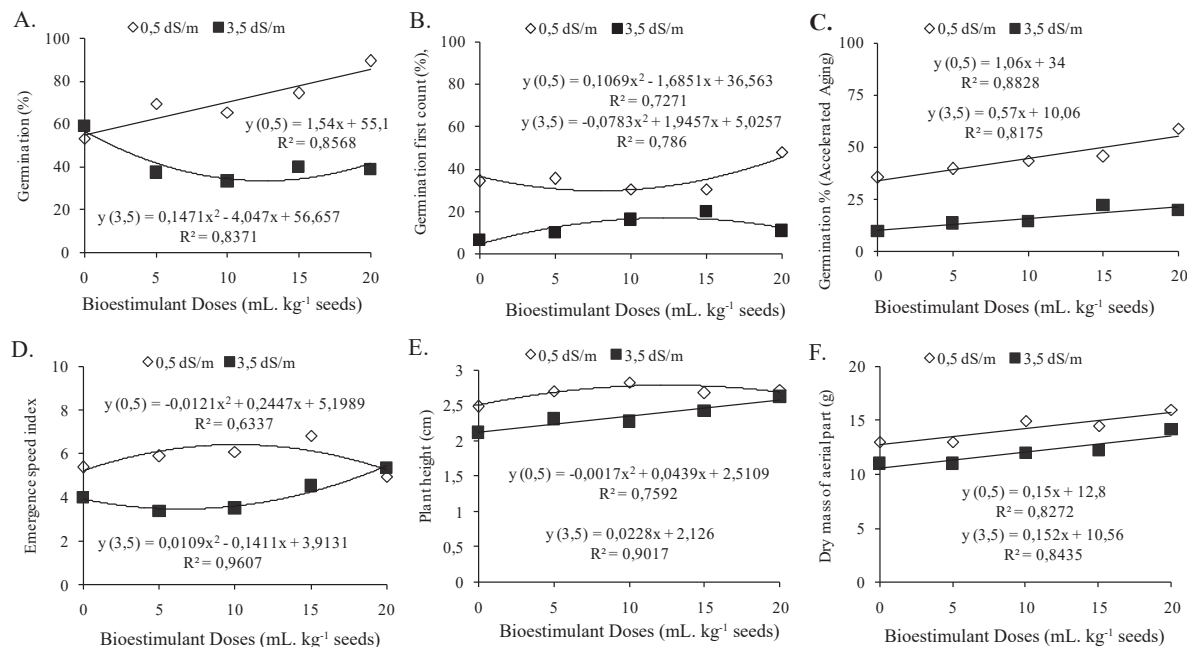 A.
◇ 0,5 dS/m ■ 3,5 dS/m
Germination (%)
100
80
60
40
20
0
y (0,5) = 1,54x + 55,1
R² = 0,8568
y (3,5) = 0,1471x² - 4,047x + 56,657
R² = 0,8371
0 5 10 15 20
Bioestimulant Doses (mL. kg⁻¹ seeds)
B.
◇ 0,5 dS/m ■ 3,5 dS/m
Germination first count (%),
100
80
60
40
20
0
y (0,5) = 0,1069x² - 1,6851x + 36,563
R² = 0,7271
y (3,5) = -0,0783x² + 1,9457x + 5,0257
R² = 0,786
0 5 10 15 20
Bioestimulant Doses (mL. kg⁻¹ seeds)
C.
◇ 0,5 dS/m ■ 3,5 dS/m
Germination % (Accelerated Aging)
100
75
50
25
0
y (0,5) = 1,06x + 34
R² = 0,8828
y (3,5) = 0,57x + 10,06
R² = 0,8175
0 5 10 15 20
Bioestimulant Doses (mL. kg⁻¹ seeds)
D.
◇ 0,5 dS/m ■ 3,5 dS/m
Emergence speed index
10
8
6
4
2
0
y (0,5) = -0,0121x² + 0,2447x + 5,1989
R² = 0,6337
y (3,5) = 0,0109x² - 0,1411x + 3,9131
R² = 0,9607
0 5 10 15 20
Bioestimulant Doses (mL. kg⁻¹ seeds)
E.
◇ 0,5 dS/m ■ 3,5 dS/m
Plant height (cm)
3
2,5
2
1,5
1
0,5
0
y (0,5) = -0,0017x² + 0,0439x + 2,5109
R² = 0,7592
y (3,5) = 0,0228x + 2,126
R² = 0,9017
0 5 10 15 20
Bioestimulant Doses (mL. kg⁻¹ seeds)
F.
◇ 0,5 dS/m ■ 3,5 dS/m
Dry mass of aerial part (g)
20
15
10
5
0
y (0,5) = 0,15x + 12,8
R² = 0,8272
y (3,5) = 0,152x + 10,56
R² = 0,8435
0 5 10 15 20
Bioestimulant Doses (mL. kg⁻¹ seeds)